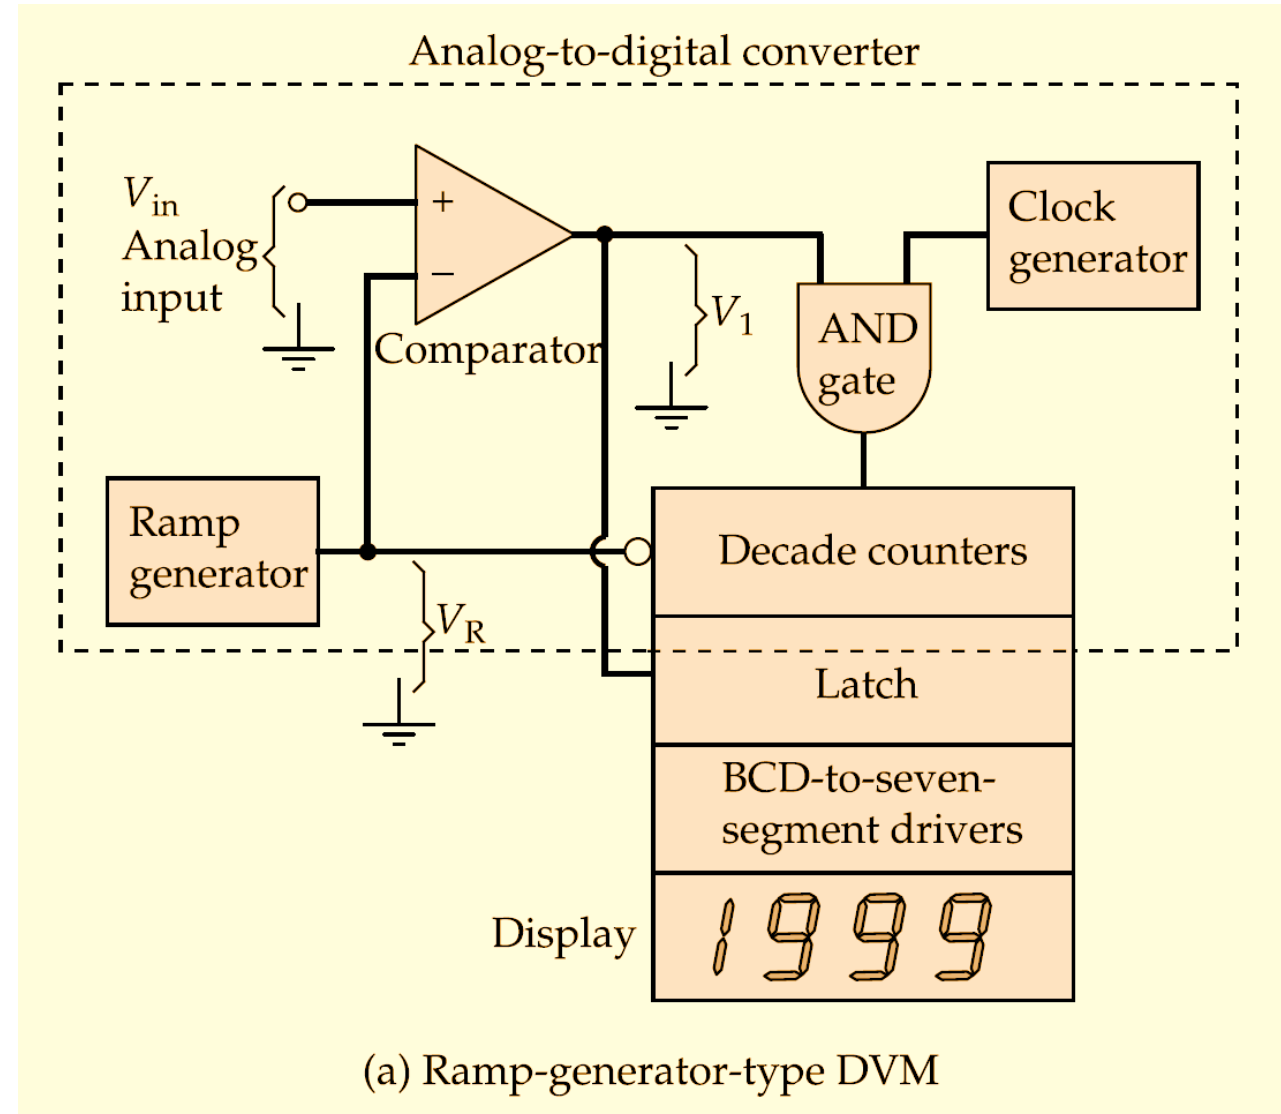 Analog-to-digital converter
V_in
Analog
input
+
−
Comparator
V_1
Clock
generator
AND
gate
Ramp
generator
V_R
Decade counters
Latch
BCD-to-seven-
segment drivers
Display
1999
(a) Ramp-generator-type DVM